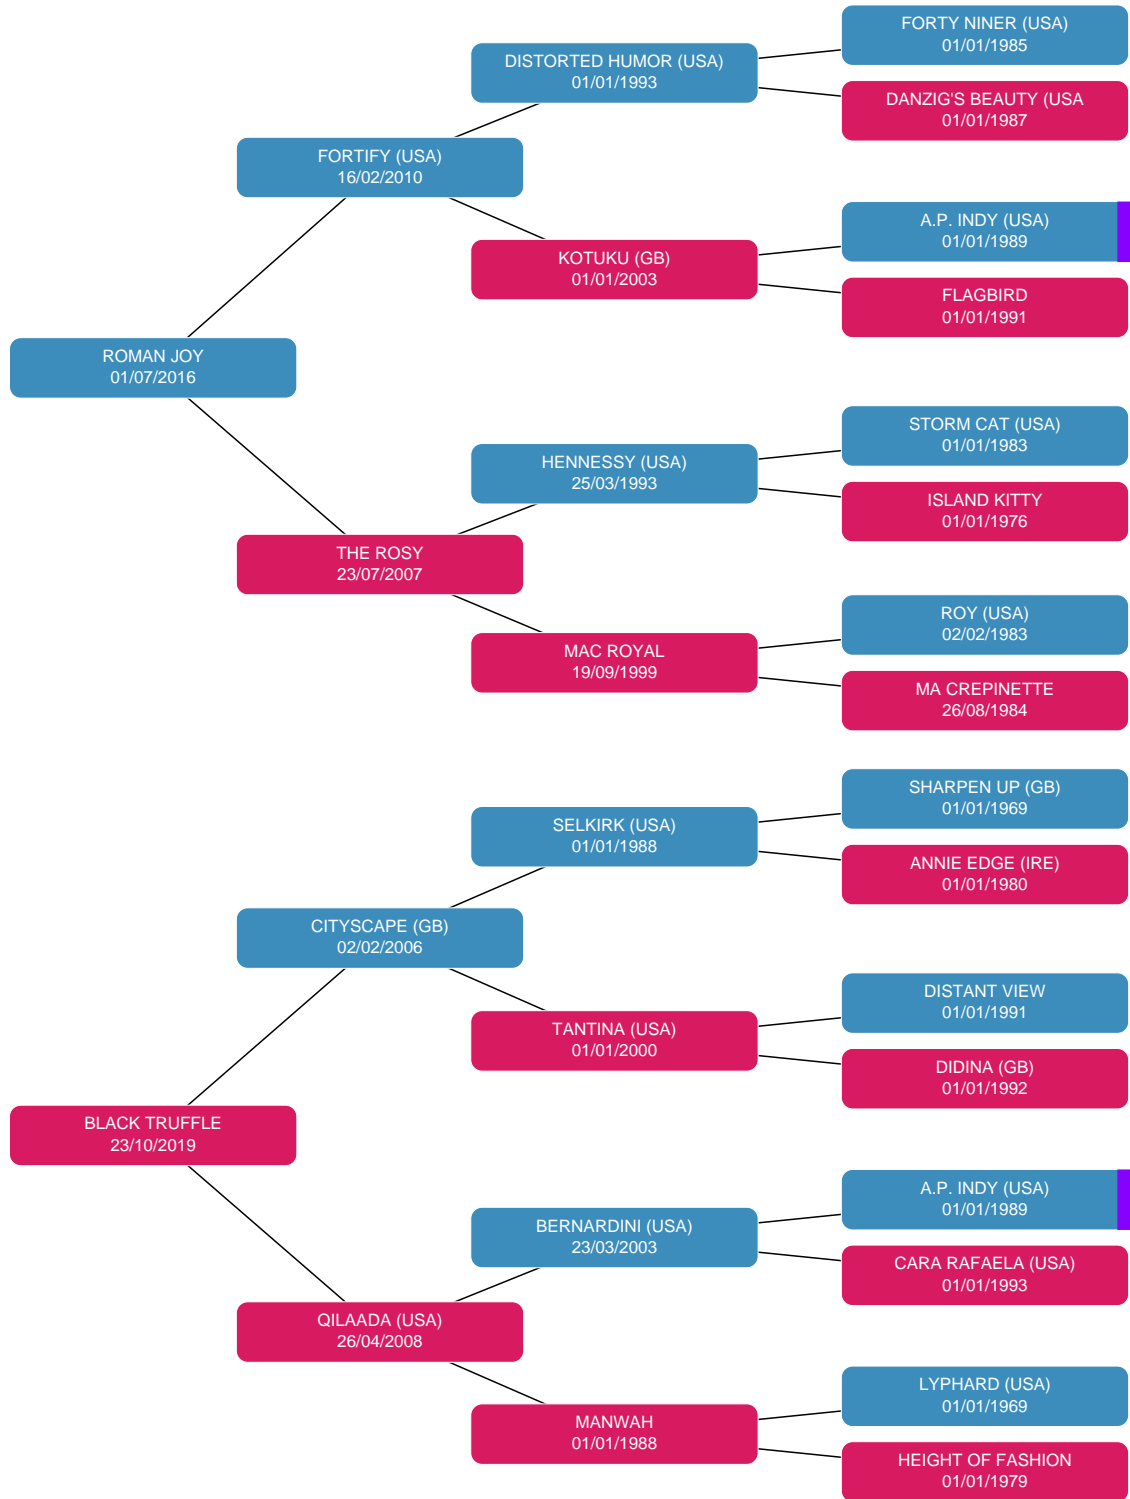 FORTY NINER (USA)
01/01/1985
DISTORTED HUMOR (USA)
01/01/1993
DANZIG'S BEAUTY (USA
01/01/1987
FORTIFY (USA)
16/02/2010
A.P. INDY (USA)
01/01/1989
KOTUKU (GB)
01/01/2003
FLAGBIRD
01/01/1991
ROMAN JOY
01/07/2016
STORM CAT (USA)
01/01/1983
HENNESSY (USA)
25/03/1993
ISLAND KITTY
01/01/1976
THE ROSY
23/07/2007
ROY (USA)
02/02/1983
MAC ROYAL
19/09/1999
MA CREPINETTE
26/08/1984
SHARPEN UP (GB)
01/01/1969
SELKIRK (USA)
01/01/1988
ANNIE EDGE (IRE)
01/01/1980
CITYSCAPE (GB)
02/02/2006
DISTANT VIEW
01/01/1991
TANTINA (USA)
01/01/2000
DIDINA (GB)
01/01/1992
BLACK TRUFFLE
23/10/2019
A.P. INDY (USA)
01/01/1989
BERNARDINI (USA)
23/03/2003
CARA RAFAELA (USA)
01/01/1993
QILAADA (USA)
26/04/2008
LYPHARD (USA)
01/01/1969
MANWAH
01/01/1988
HEIGHT OF FASHION
01/01/1979